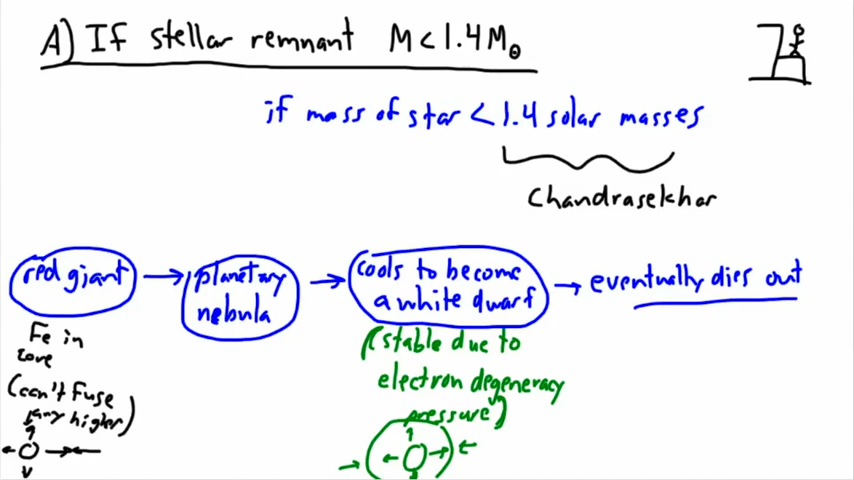 A) If stellar remnant M < 1.4 M⊙
if mass of star < 1.4 solar masses
Chandrasekhar
red giant → planetary nebula → cools to become a white dwarf → eventually dies out
Fe in
core
(can't fuse
any higher)
(stable due to
electron degeneracy
pressure)